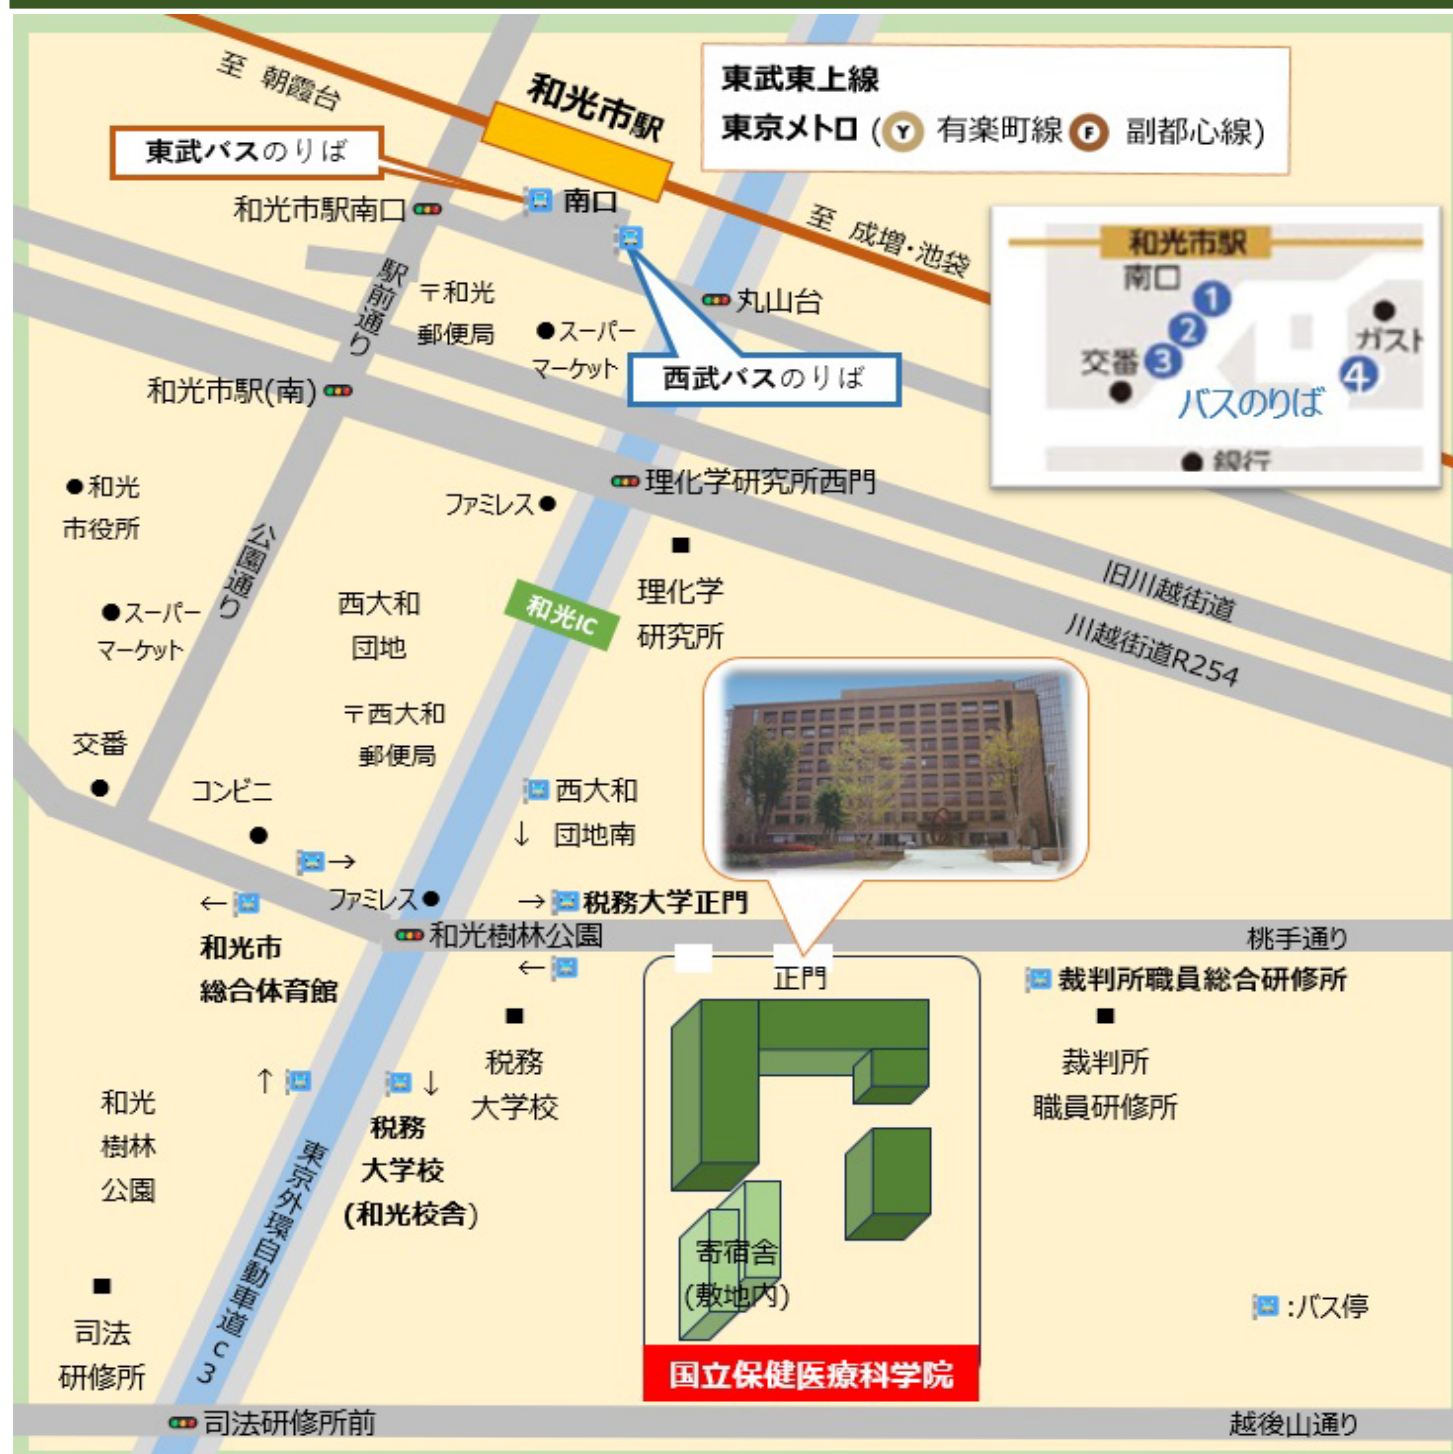 至 朝霞台
和光市駅
東武東上線
東京メトロ (Y 有楽町線 F 副都心線)
東武バスのりば
和光市駅南口
南口
至 成増・池袋
和光市駅
南口
1
2
3
4
交番
ガスト
バスのりば
銀行
駅前通り
〒和光
郵便局
スーパー
マーケット
丸山台
西武バスのりば
和光市駅(南)
和光
市役所
ファミレス
理化学研究所西門
公園通り
理化学
研究所
旧川越街道
川越街道R254
スーパー
マーケット
西大和
団地
和光IC
〒西大和
郵便局
交番
コンビニ
西大和
↓ 団地南
→
←
ファミレス
→ 税務大学正門
和光樹林公園
桃手通り
和光市
総合体育館
←
正門
裁判所職員総合研修所
税務
大学校
裁判所
職員研修所
↑
↓
税務
大学校
(和光校舎)
和光
樹林
公園
東京外環自動車道c3
寄宿舎
(敷地内)
:バス停
司法
研修所
国立保健医療科学院
司法研修所前
越後山通り